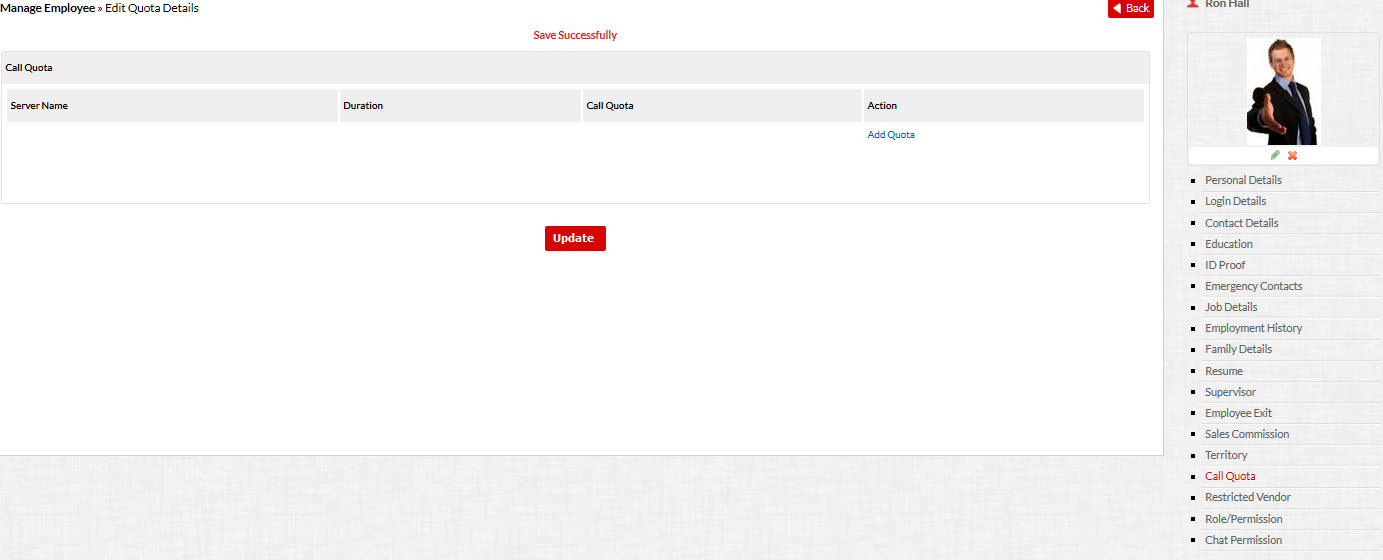 Manage Employee » Edit Quota Details
Back
Save Successfully
Call Quota
Server Name Duration Call Quota Action
Add Quota
Update
Ron Hall
Personal Details
Login Details
Contact Details
Education
ID Proof
Emergency Contacts
Job Details
Employment History
Family Details
Resume
Supervisor
Employee Exit
Sales Commission
Territory
Call Quota
Restricted Vendor
Role/Permission
Chat Permission